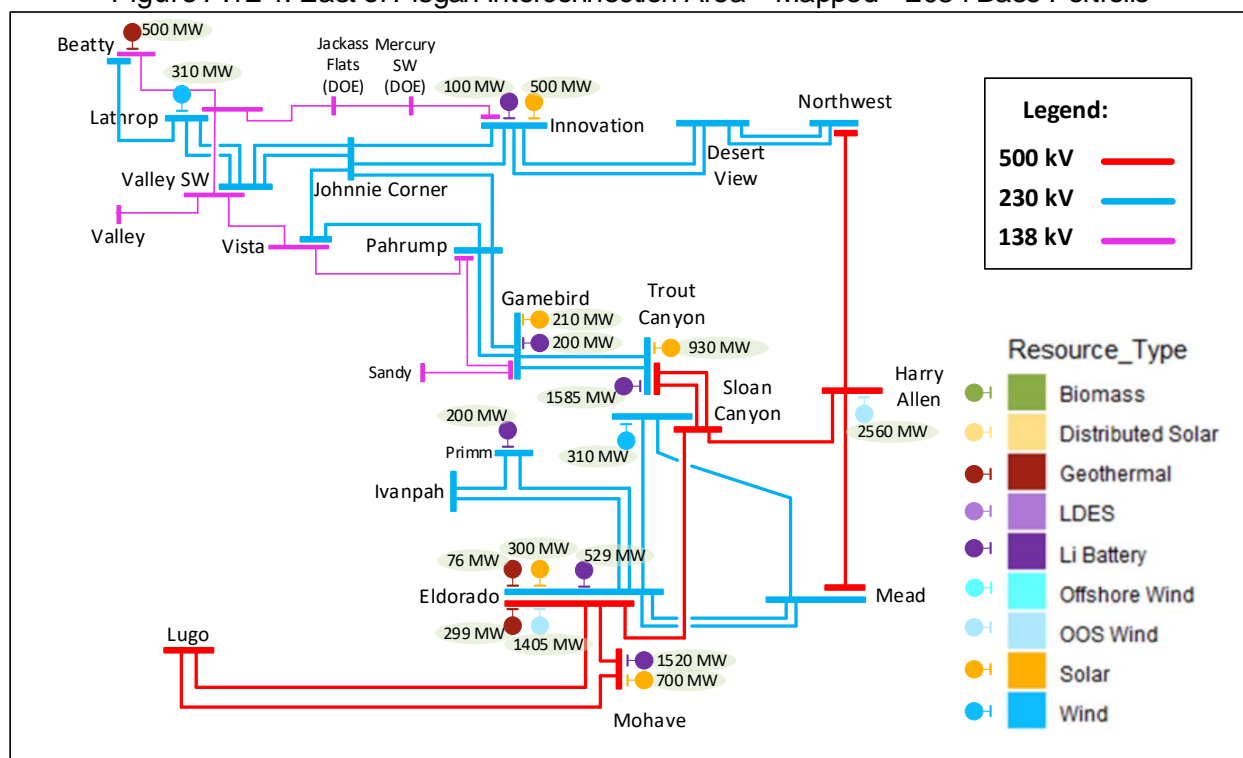 Figure East of Pisgah Interconnection Area – Mapped 2034 Base Portfolio
Beatty
500 MW
310 MW
Lathrop
Jackass
Flats
(DOE)
Mercury
SW
(DOE)
100 MW
500 MW
Innovation
Northwest
Desert
View
Legend:
500 kV
230 kV
138 kV
Valley SW
Johnnie Corner
Valley
Vista
Pahrump
Gamebird
210 MW
200 MW
Trout
Canyon
930 MW
Sandy
1585 MW
Sloan
Canyon
Harry
Allen
2560 MW
200 MW
310 MW
Primm
Ivanpah
76 MW
300 MW
529 MW
Eldorado
299 MW
1405 MW
Mead
Lugo
1520 MW
700 MW
Mohave
Resource_Type
Biomass
Distributed Solar
Geothermal
LDES
Li Battery
Offshore Wind
OOS Wind
Solar
Wind